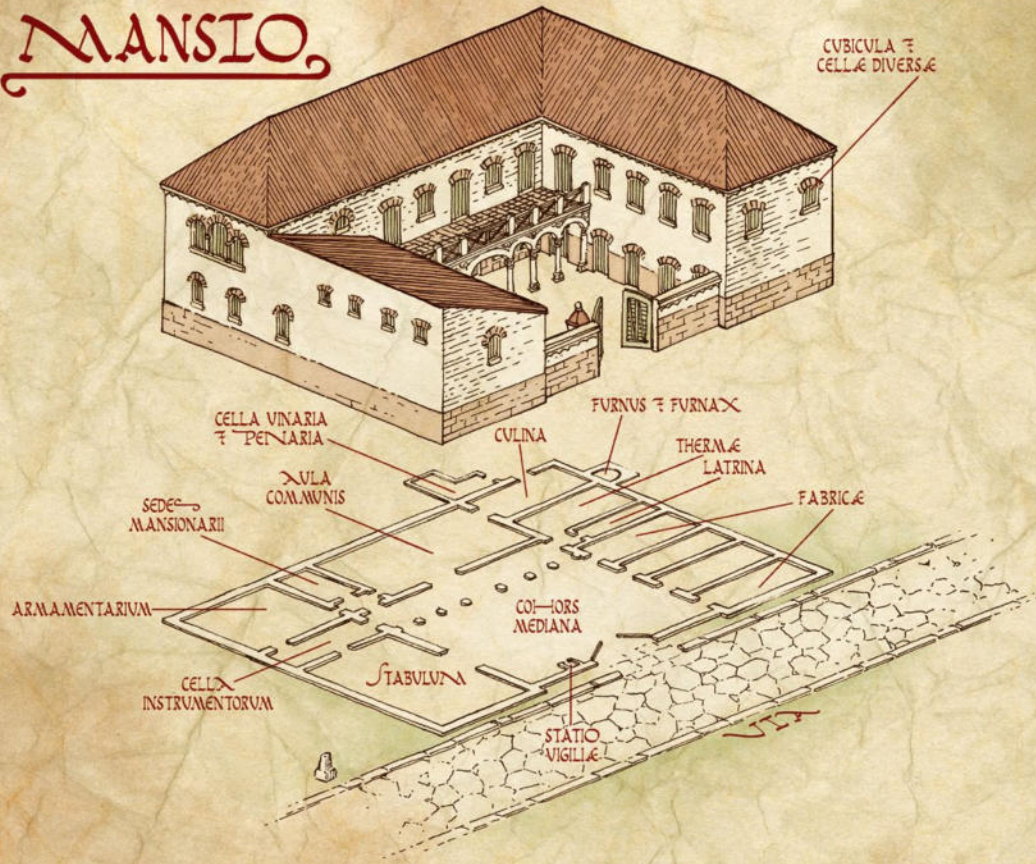 MANSIO
CUBICULA ⁊
CELLÆ DIVERSÆ
CELLA VINARIA
⁊ PENARIA
CULINA
FURNUS ⁊ FURNAX
THERMÆ
LATRINA
FABRICÆ
AULA
COMMUNIS
SEDES
MANSIONARII
ARMAMENTARIUM
COHORS
MEDIANA
CELLA
INSTRUMENTORUM
STABULUM
STATIO
VIGILIÆ
VIA